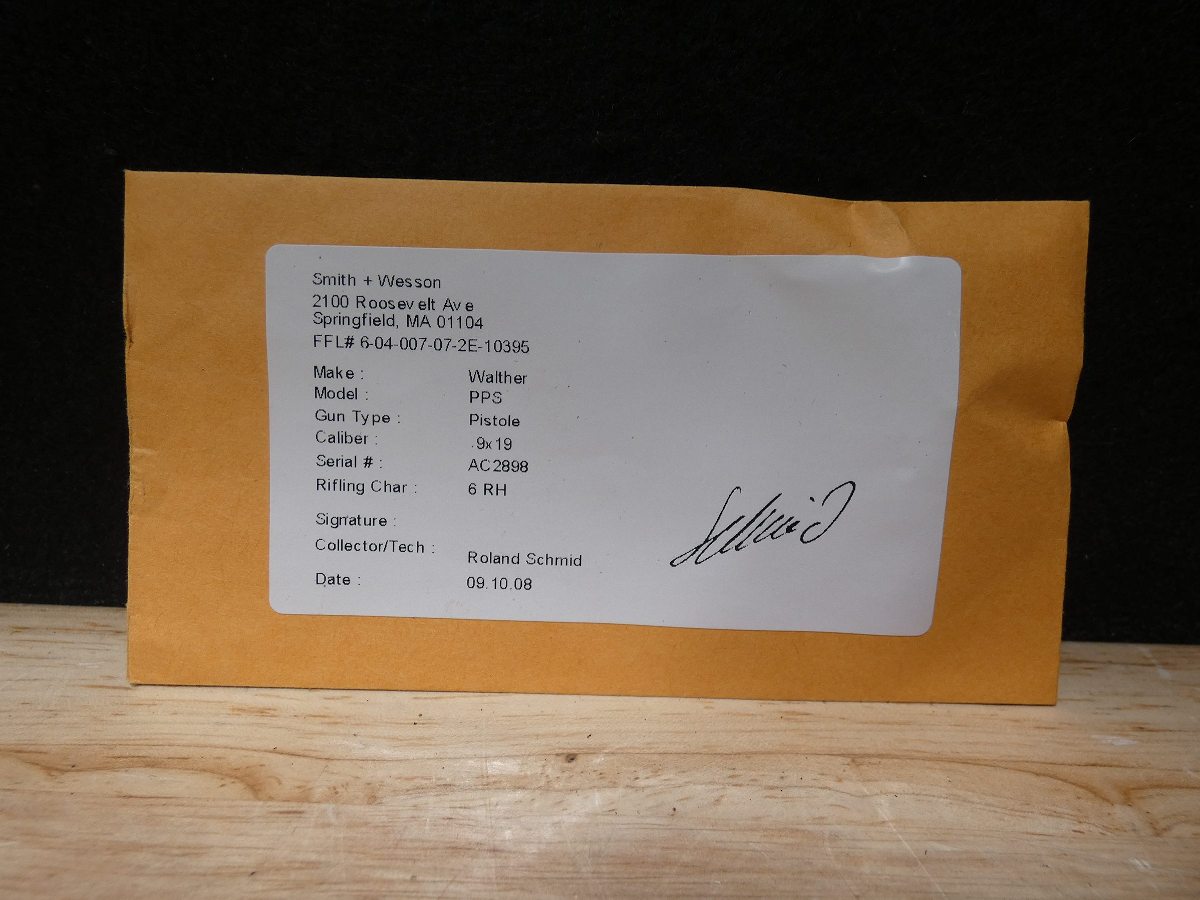 Smith + Wesson
2100 Roosevelt Ave
Springfield, MA 01104
FFL# 6-04-007-07-2E-10395
Make : Walther
Model : PPS
Gun Type : Pistole
Caliber : 9x19
Serial # : AC2898
Rifling Char : 6 RH
Signature : Schmid
Collector/Tech : Roland Schmid
Date : 09.10.08